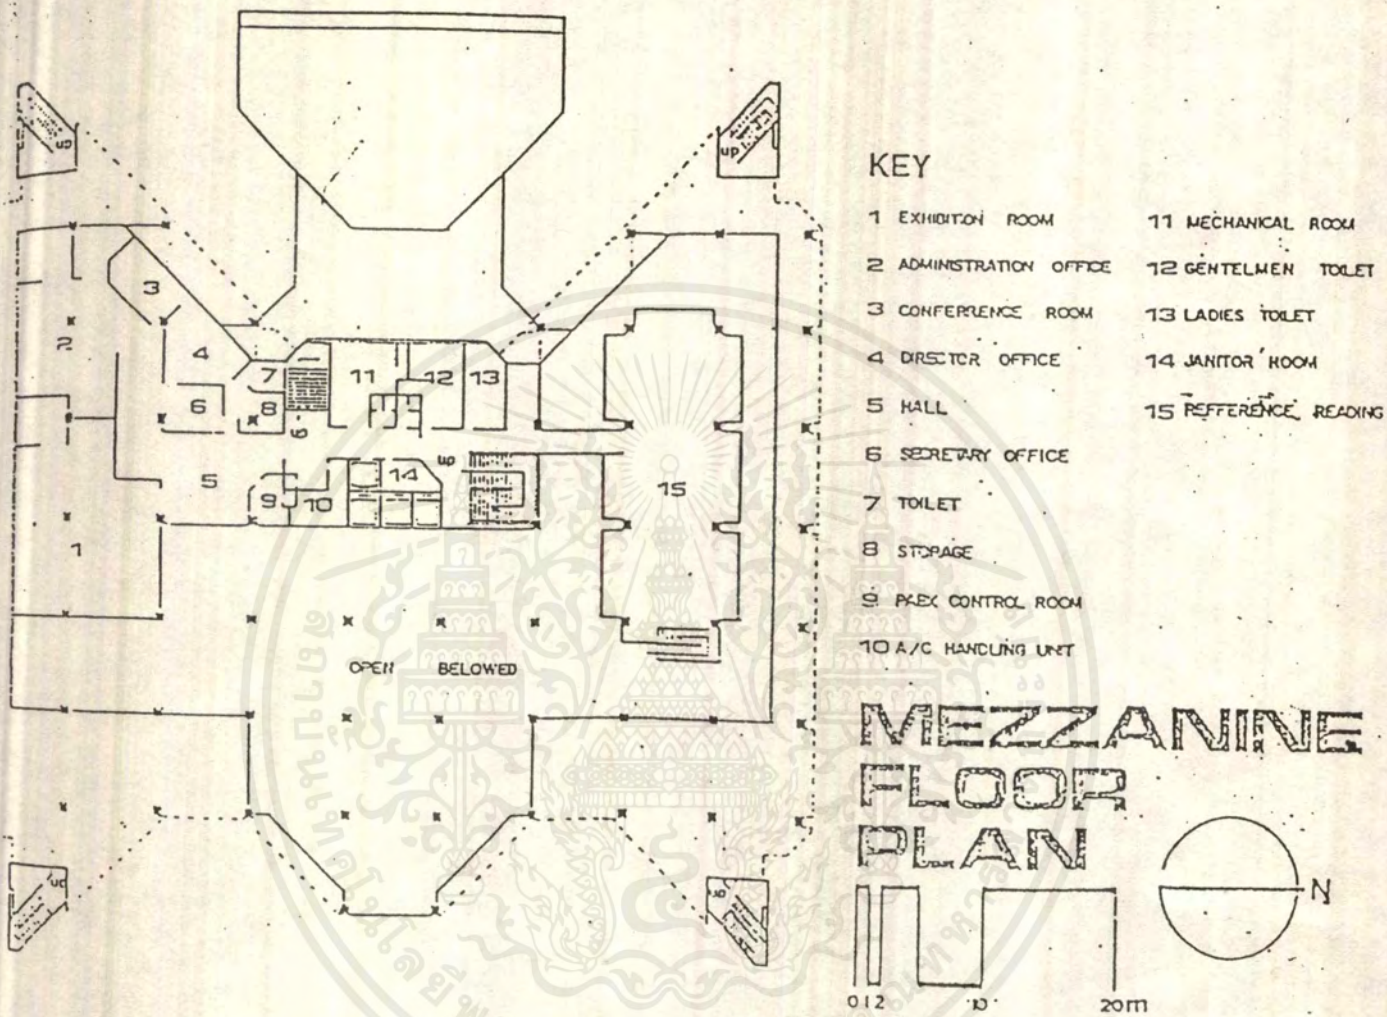 KEY
1 EXHIBITION ROOM
2 ADMINISTRATION OFFICE
3 CONFERRENCE ROOM
4 DIRECTOR OFFICE
5 HALL
6 SECRETARY OFFICE
7 TOILET
8 STORAGE
9 PABX CONTROL ROOM
10 A/C HANDLING UNIT
11 MECHANICAL ROOM
12 GENTELMEN TOILET
13 LADIES TOILET
14 JANITOR ROOM
15 REFFERENCE READING
MEZZANINE
FLOOR
PLAN
N
0 1 2 10 20m
up
up
3
2
4
7
11
12
13
6
8
up
up
5
14
9
10
15
1
OPEN BELOWED
up
up